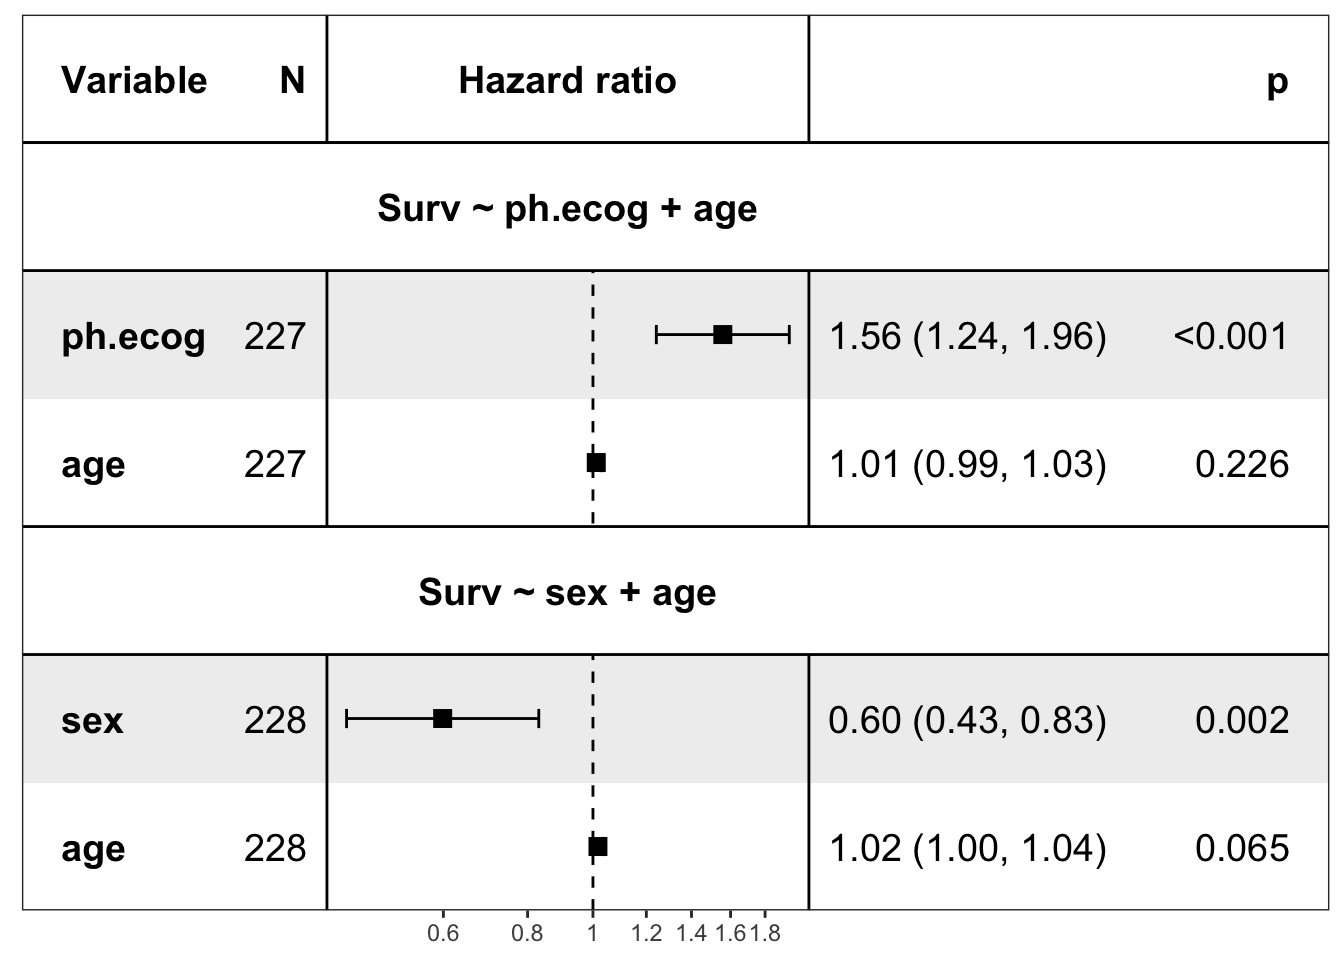 Variable N Hazard ratio p
Surv ~ ph.ecog + age
ph.ecog 227 1.56 (1.24, 1.96) <0.001
age 227 1.01 (0.99, 1.03) 0.226
Surv ~ sex + age
sex 228 0.60 (0.43, 0.83) 0.002
age 228 1.02 (1.00, 1.04) 0.065
0.6 0.8 1 1.2 1.4 1.6 1.8